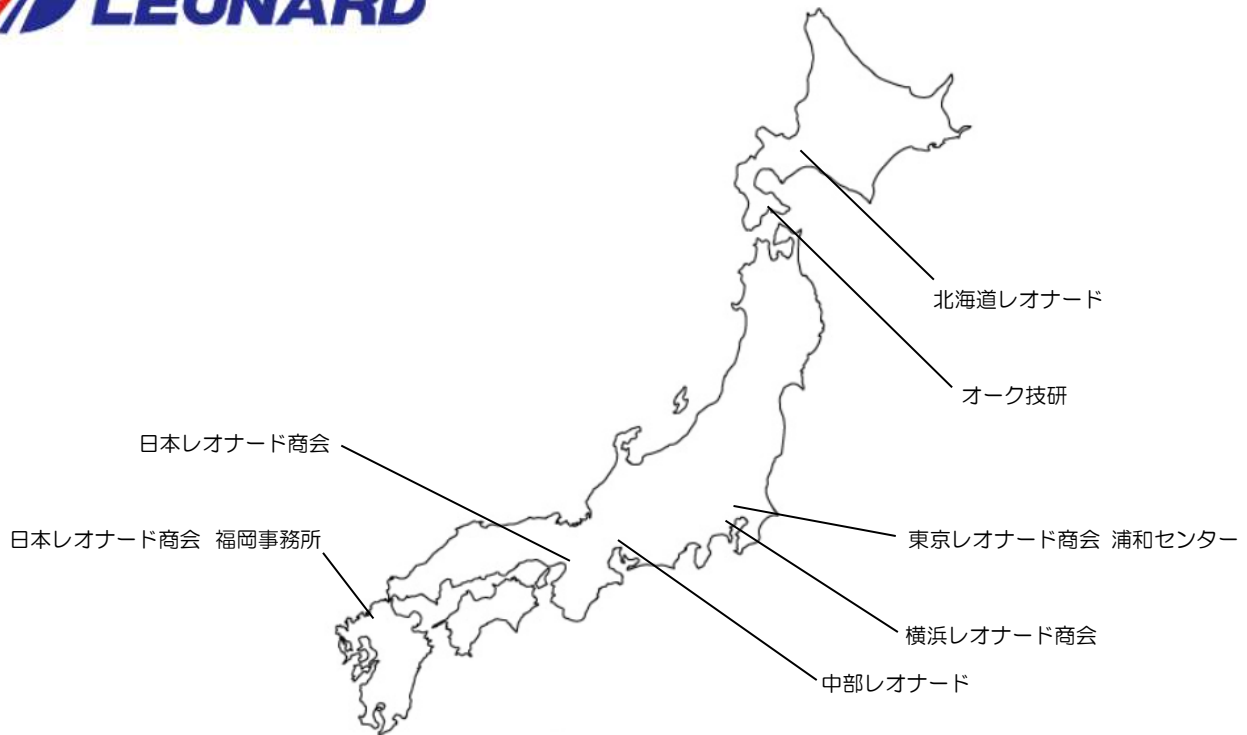 LEONARD
北海道レオナード
オーク技研
日本レオナード商会
日本レオナード商会 福岡事務所
東京レオナード商会 浦和センター
横浜レオナード商会
中部レオナード